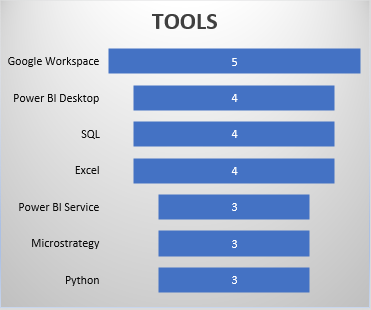 TOOLS
Google Workspace 5
Power BI Desktop 4
SQL 4
Excel 4
Power BI Service 3
Microstrategy 3
Python 3